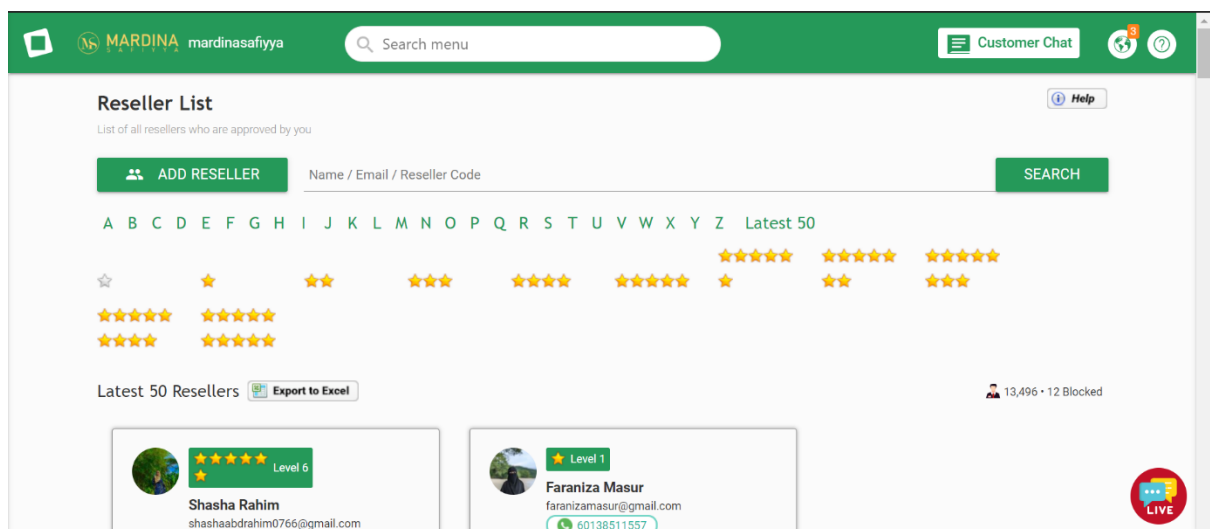 MARDINA
SAFIYYA
mardinasafiyya
Search menu
Customer Chat
3
Reseller List
Help
List of all resellers who are approved by you
ADD RESELLER
Name / Email / Reseller Code
SEARCH
A B C D E F G H I J K L M N O P Q R S T U V W X Y Z Latest 50
Latest 50 Resellers
Export to Excel
13,496 • 12 Blocked
Level 6
Shasha Rahim
shashaabdrahim0766@gmail.com
Level 1
Faraniza Masur
faranizamasur@gmail.com
60138511557
LIVE